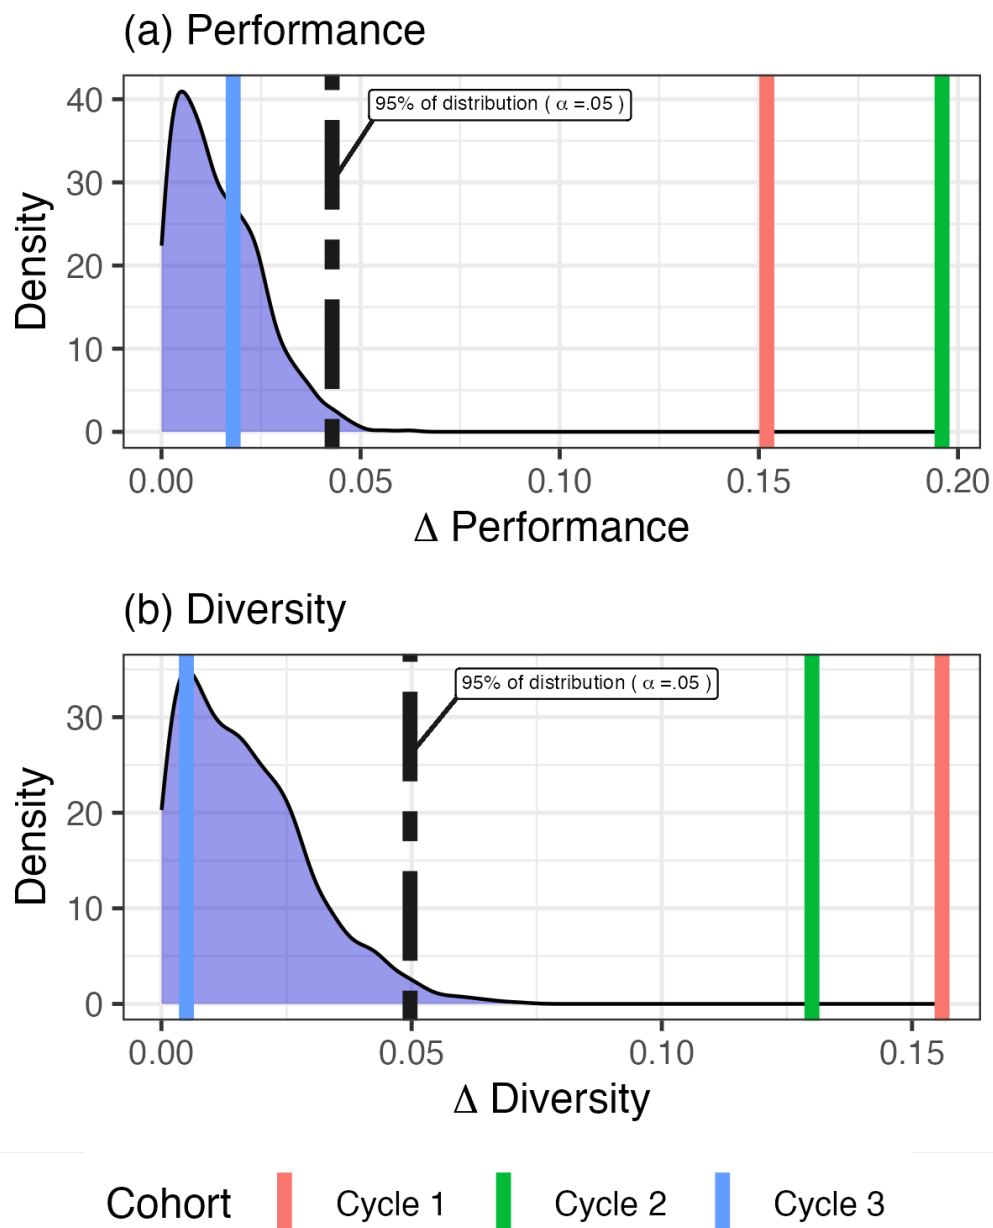 (a) Performance
40
30
20
10
0
Density
95% of distribution ( α =.05 )
0.00 0.05 0.10 0.15 0.20
Δ Performance
(b) Diversity
30
20
10
0
Density
95% of distribution ( α =.05 )
0.00 0.05 0.10 0.15
Δ Diversity
Cohort Cycle 1 Cycle 2 Cycle 3